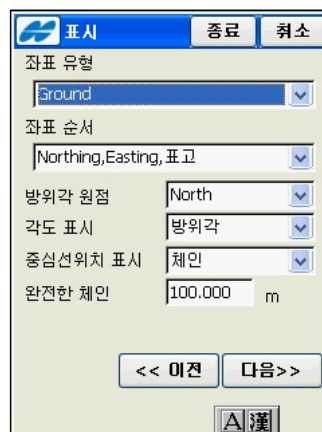 표시 종료 취소
좌표 유형
Ground
좌표 순서
Northing,Easting,표고
방위각 원점 North
각도 표시 방위각
중심선위치 표시 체인
완전한 체인 100.000 m
<< 이전 다음>>
A 漢